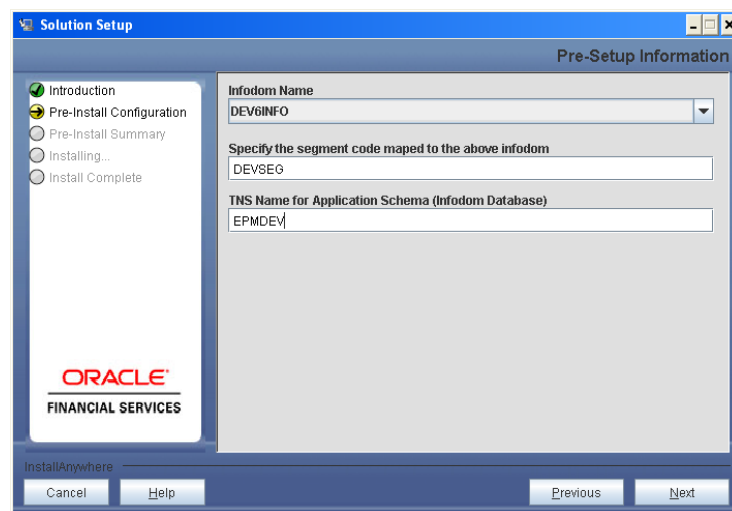 Solution Setup
Pre-Setup Information
Introduction
Pre-Install Configuration
Pre-Install Summary
Installing...
Install Complete
ORACLE
FINANCIAL SERVICES
Infodom Name
DEV6INFO
Specify the segment code maped to the above infodom
DEVSEG
TNS Name for Application Schema (Infodom Database)
EPMDEV
InstallAnywhere
Cancel
Help
Previous
Next